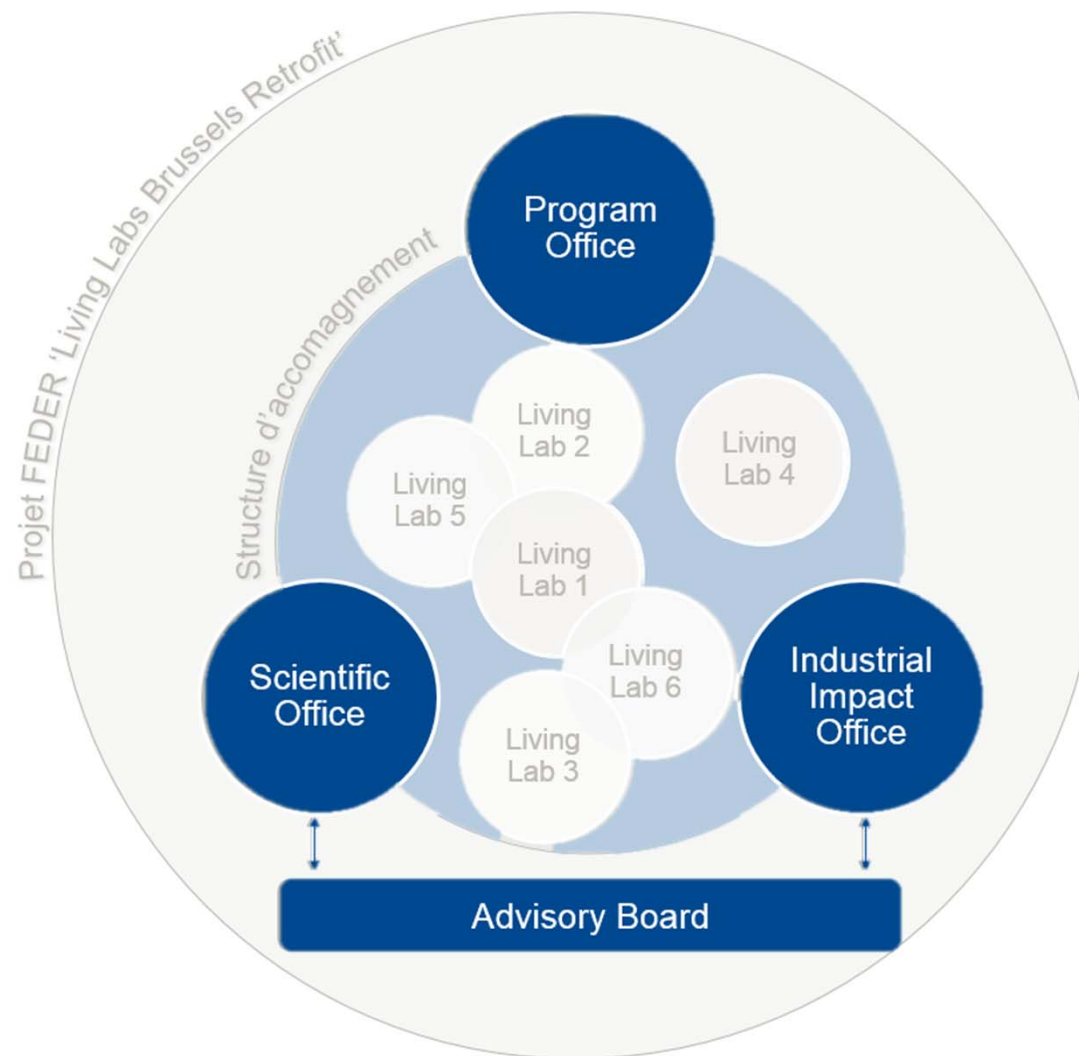 Projet FEDER ‘Living Labs Brussels Retrofit’
Structure d’accomagnement
Program
Office
Living
Lab 2
Living
Lab 4
Living
Lab 5
Living
Lab 1
Living
Lab 6
Scientific
Office
Industrial
Impact
Office
Living
Lab 3
Advisory Board